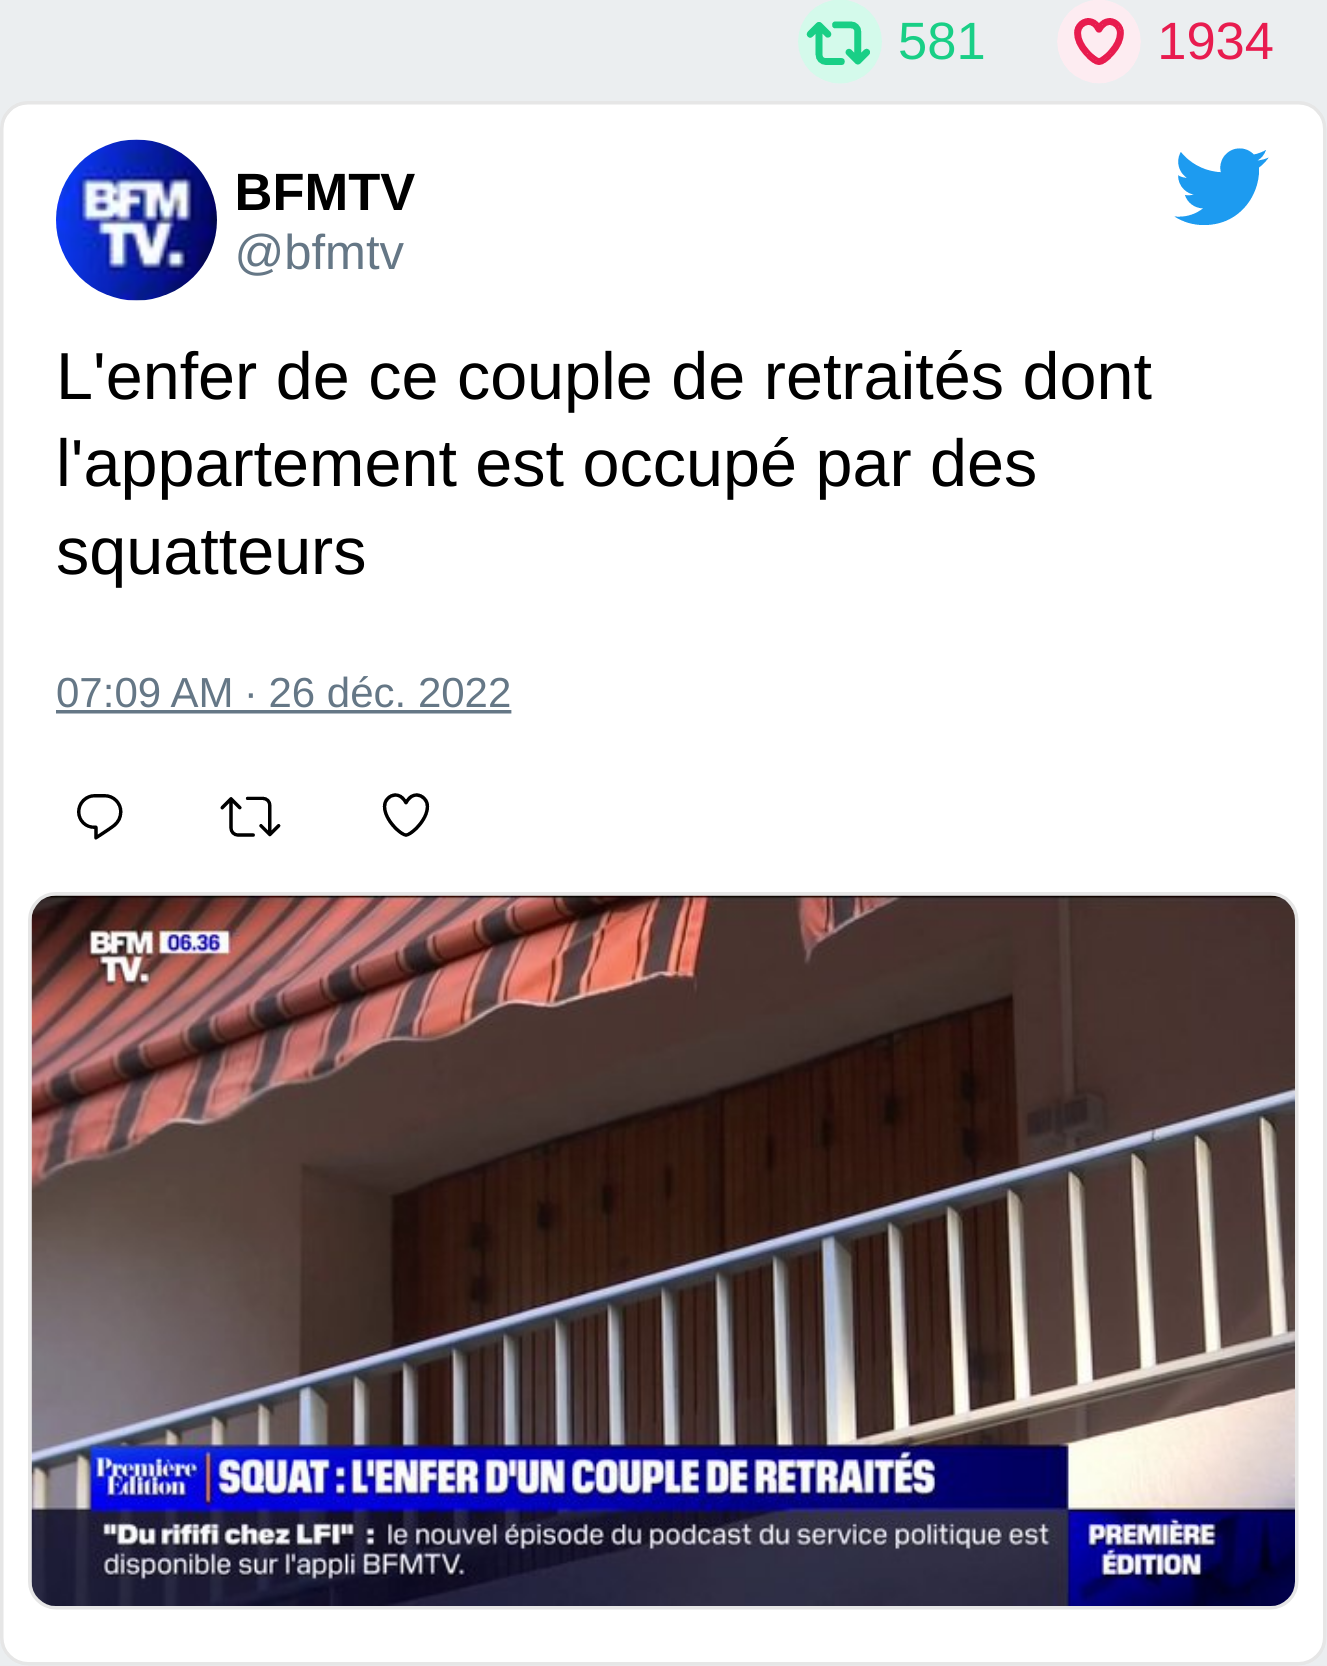 581 1934
BFM
TV.
BFMTV
@bfmtv
L'enfer de ce couple de retraités dont
l'appartement est occupé par des
squatteurs
07:09 AM · 26 déc. 2022
BFM 06.36
TV.
Première
Édition
SQUAT : L'ENFER D'UN COUPLE DE RETRAITÉS
"Du rififi chez LFI" : le nouvel épisode du podcast du service politique est
disponible sur l'appli BFMTV.
PREMIÈRE
ÉDITION